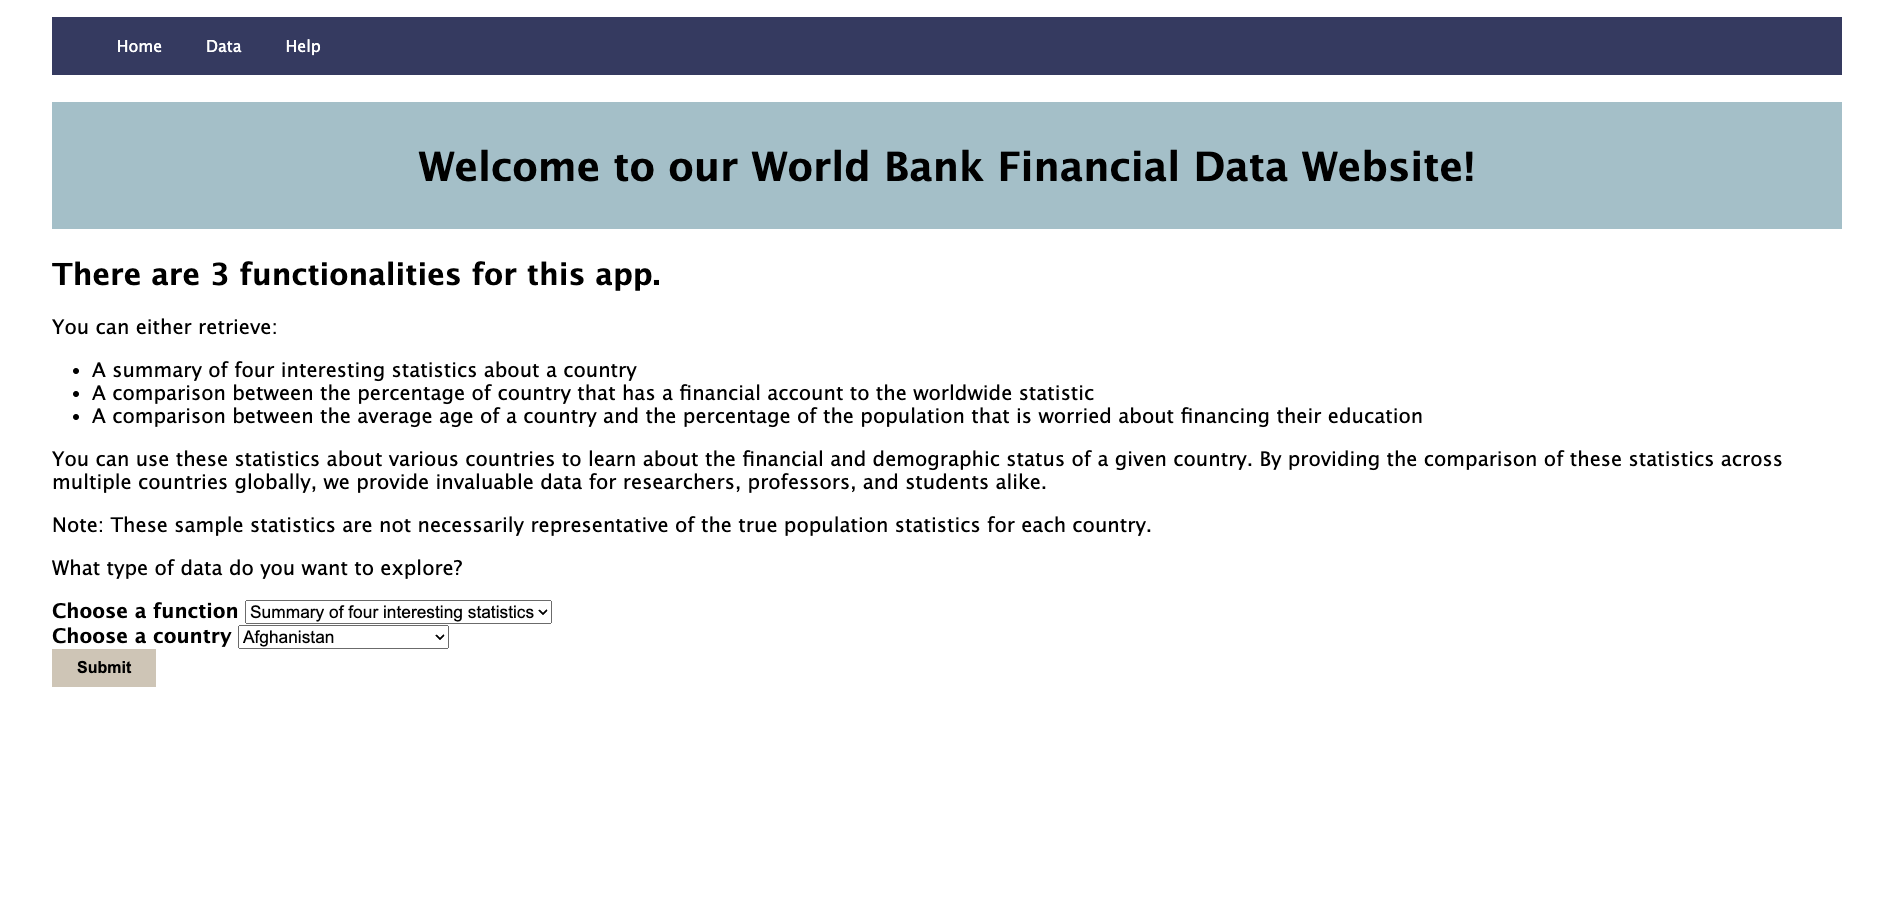 Home Data Help
Welcome to our World Bank Financial Data Website!
There are 3 functionalities for this app.
You can either retrieve:
• A summary of four interesting statistics about a country
• A comparison between the percentage of country that has a financial account to the worldwide statistic
• A comparison between the average age of a country and the percentage of the population that is worried about financing their education
You can use these statistics about various countries to learn about the financial and demographic status of a given country. By providing the comparison of these statistics across
multiple countries globally, we provide invaluable data for researchers, professors, and students alike.
Note: These sample statistics are not necessarily representative of the true population statistics for each country.
What type of data do you want to explore?
Choose a function Summary of four interesting statistics
Choose a country Afghanistan
Submit